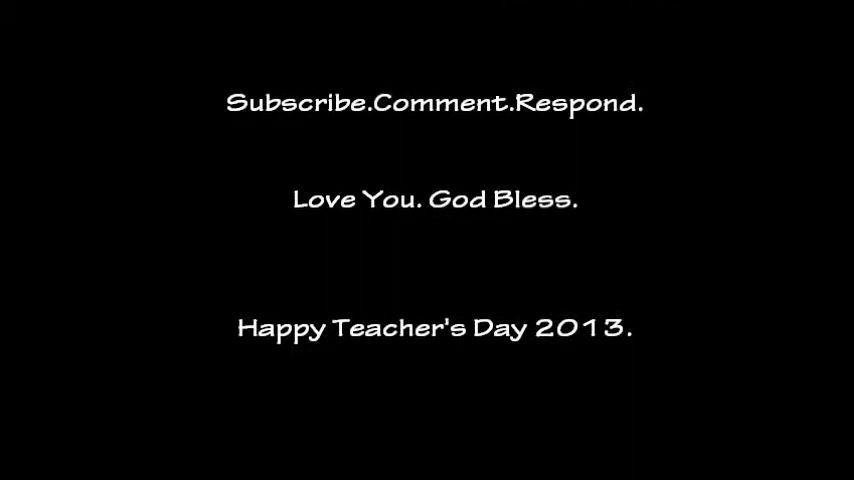 Subscribe.Comment.Respond.
Love You. God Bless.
Happy Teacher's Day 2013.